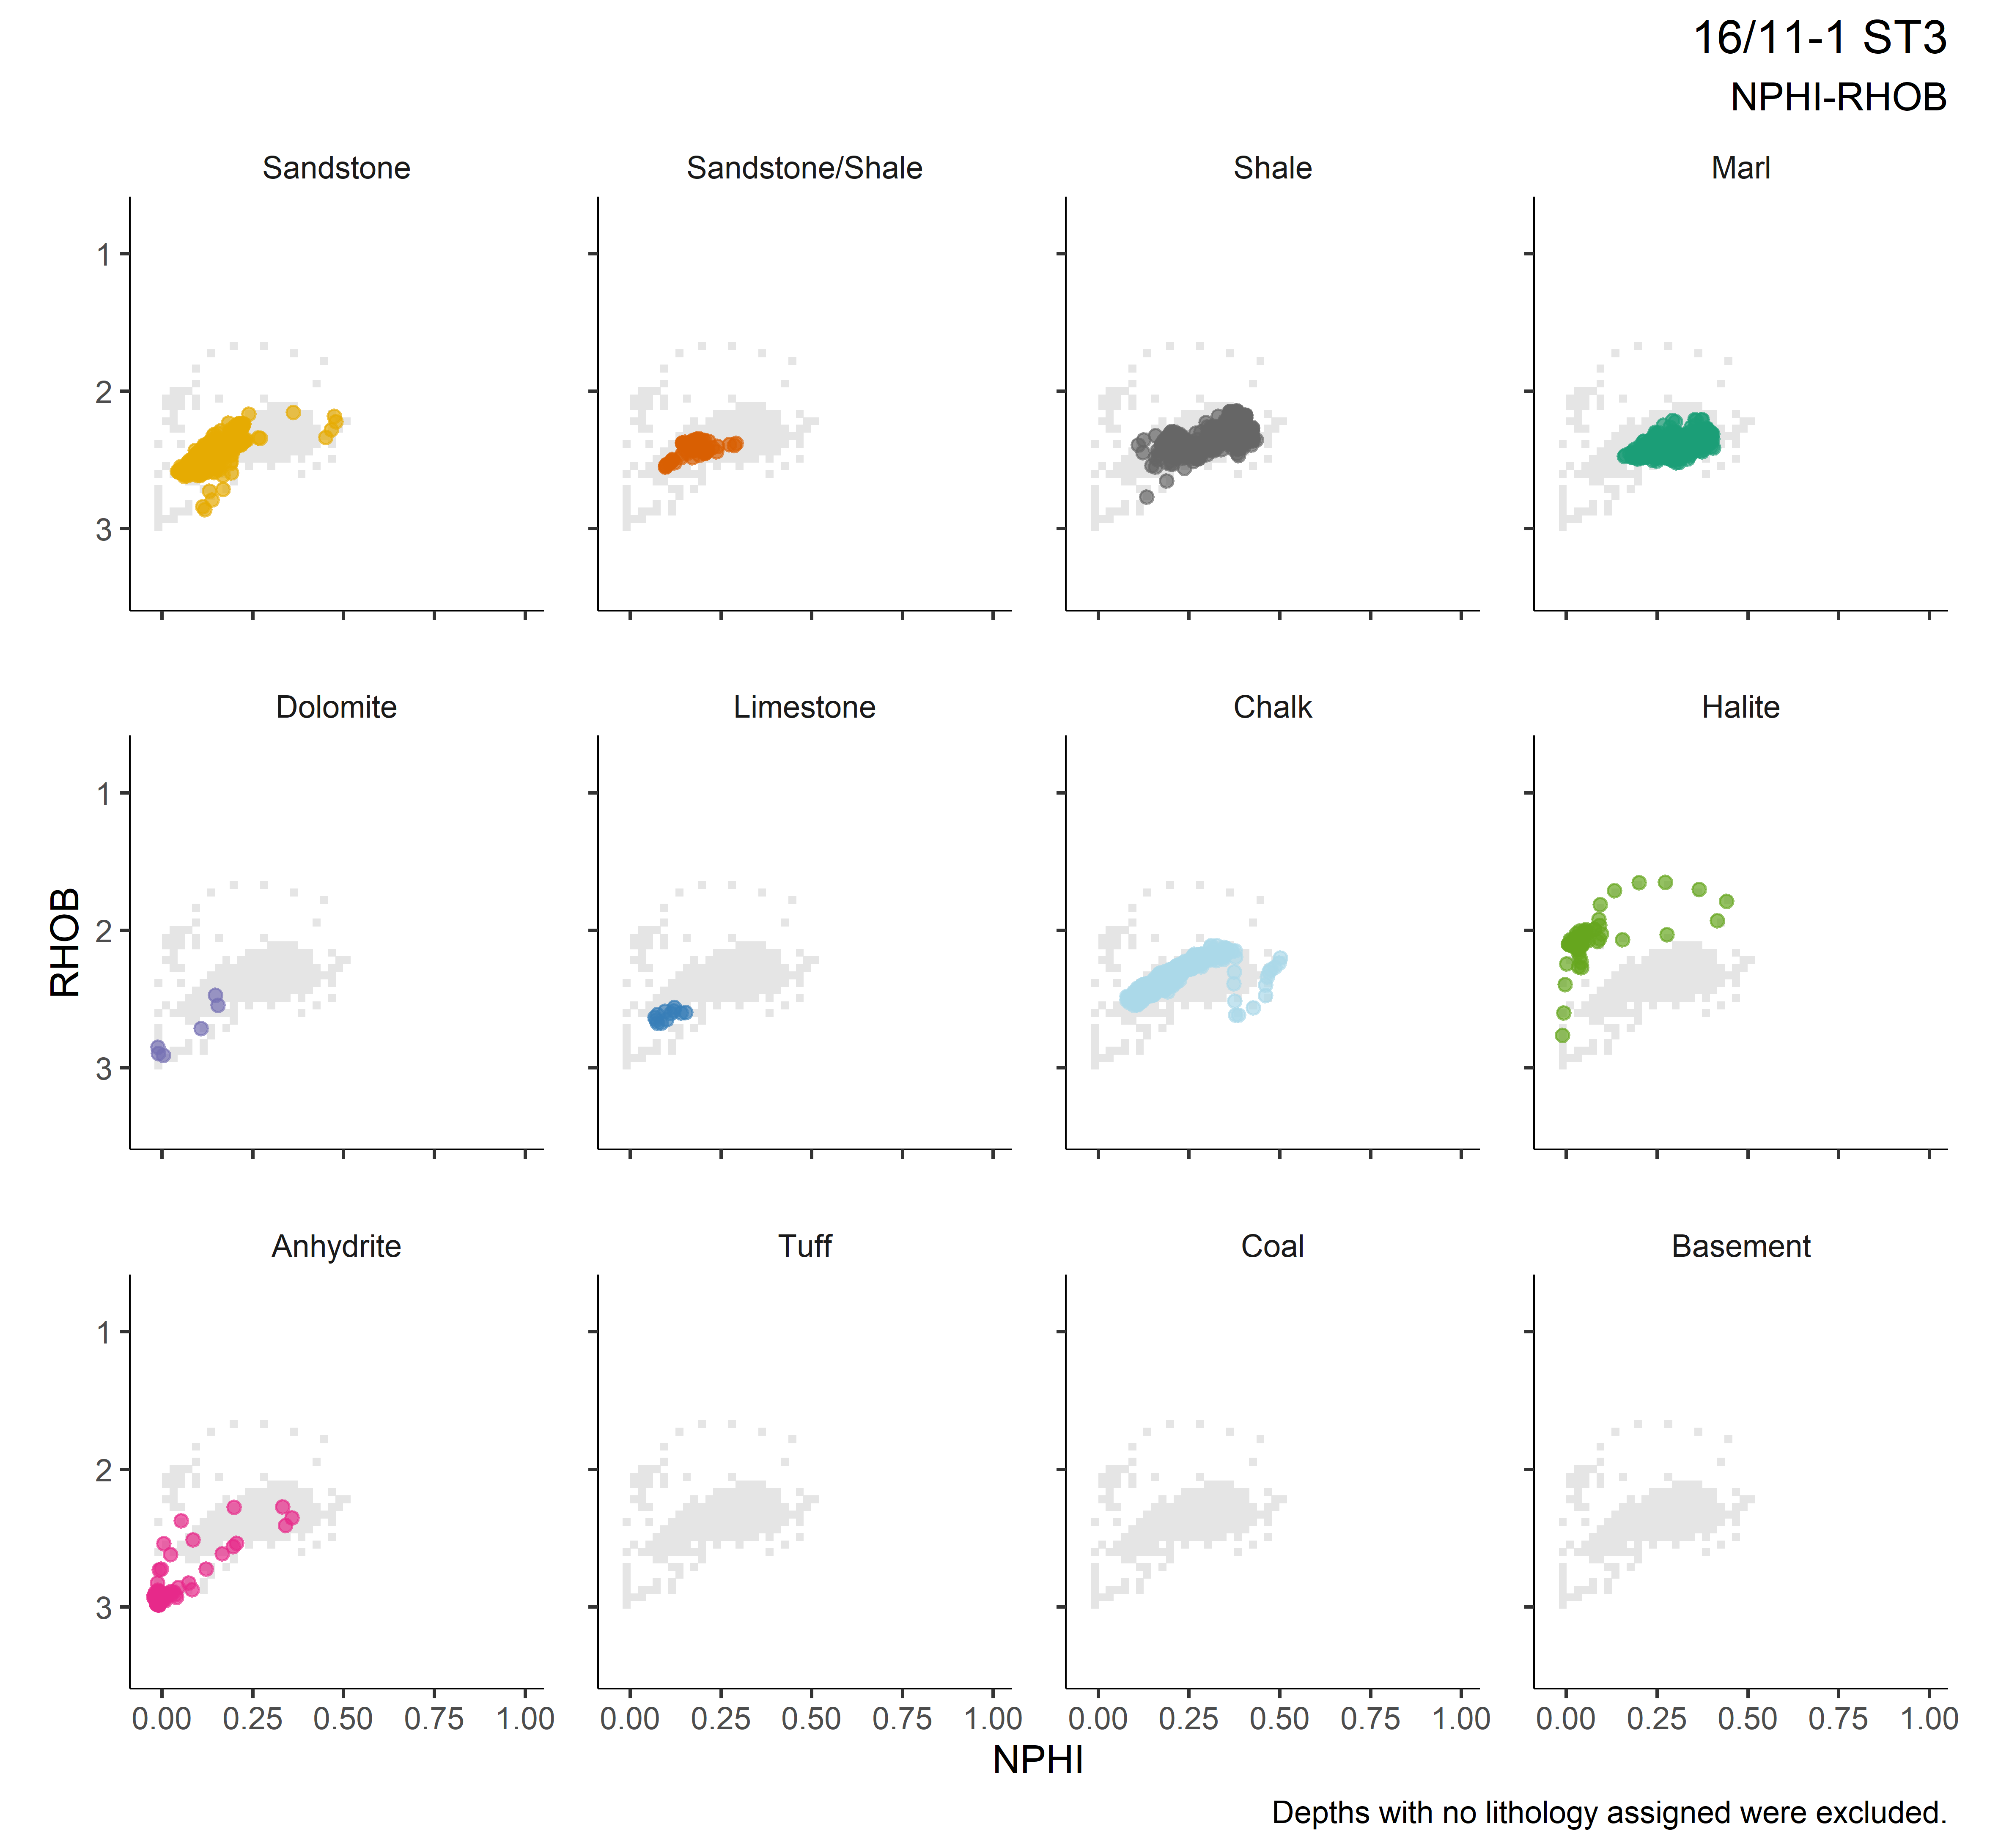 16/11-1 ST3
NPHI-RHOB
Sandstone Sandstone/Shale Shale Marl
1
2
3
Dolomite Limestone Chalk Halite
1
2
3
RHOB
Anhydrite Tuff Coal Basement
1
2
3
0.00 0.25 0.50 0.75 1.00 0.00 0.25 0.50 0.75 1.00 0.00 0.25 0.50 0.75 1.00 0.00 0.25 0.50 0.75 1.00
NPHI
Depths with no lithology assigned were excluded.